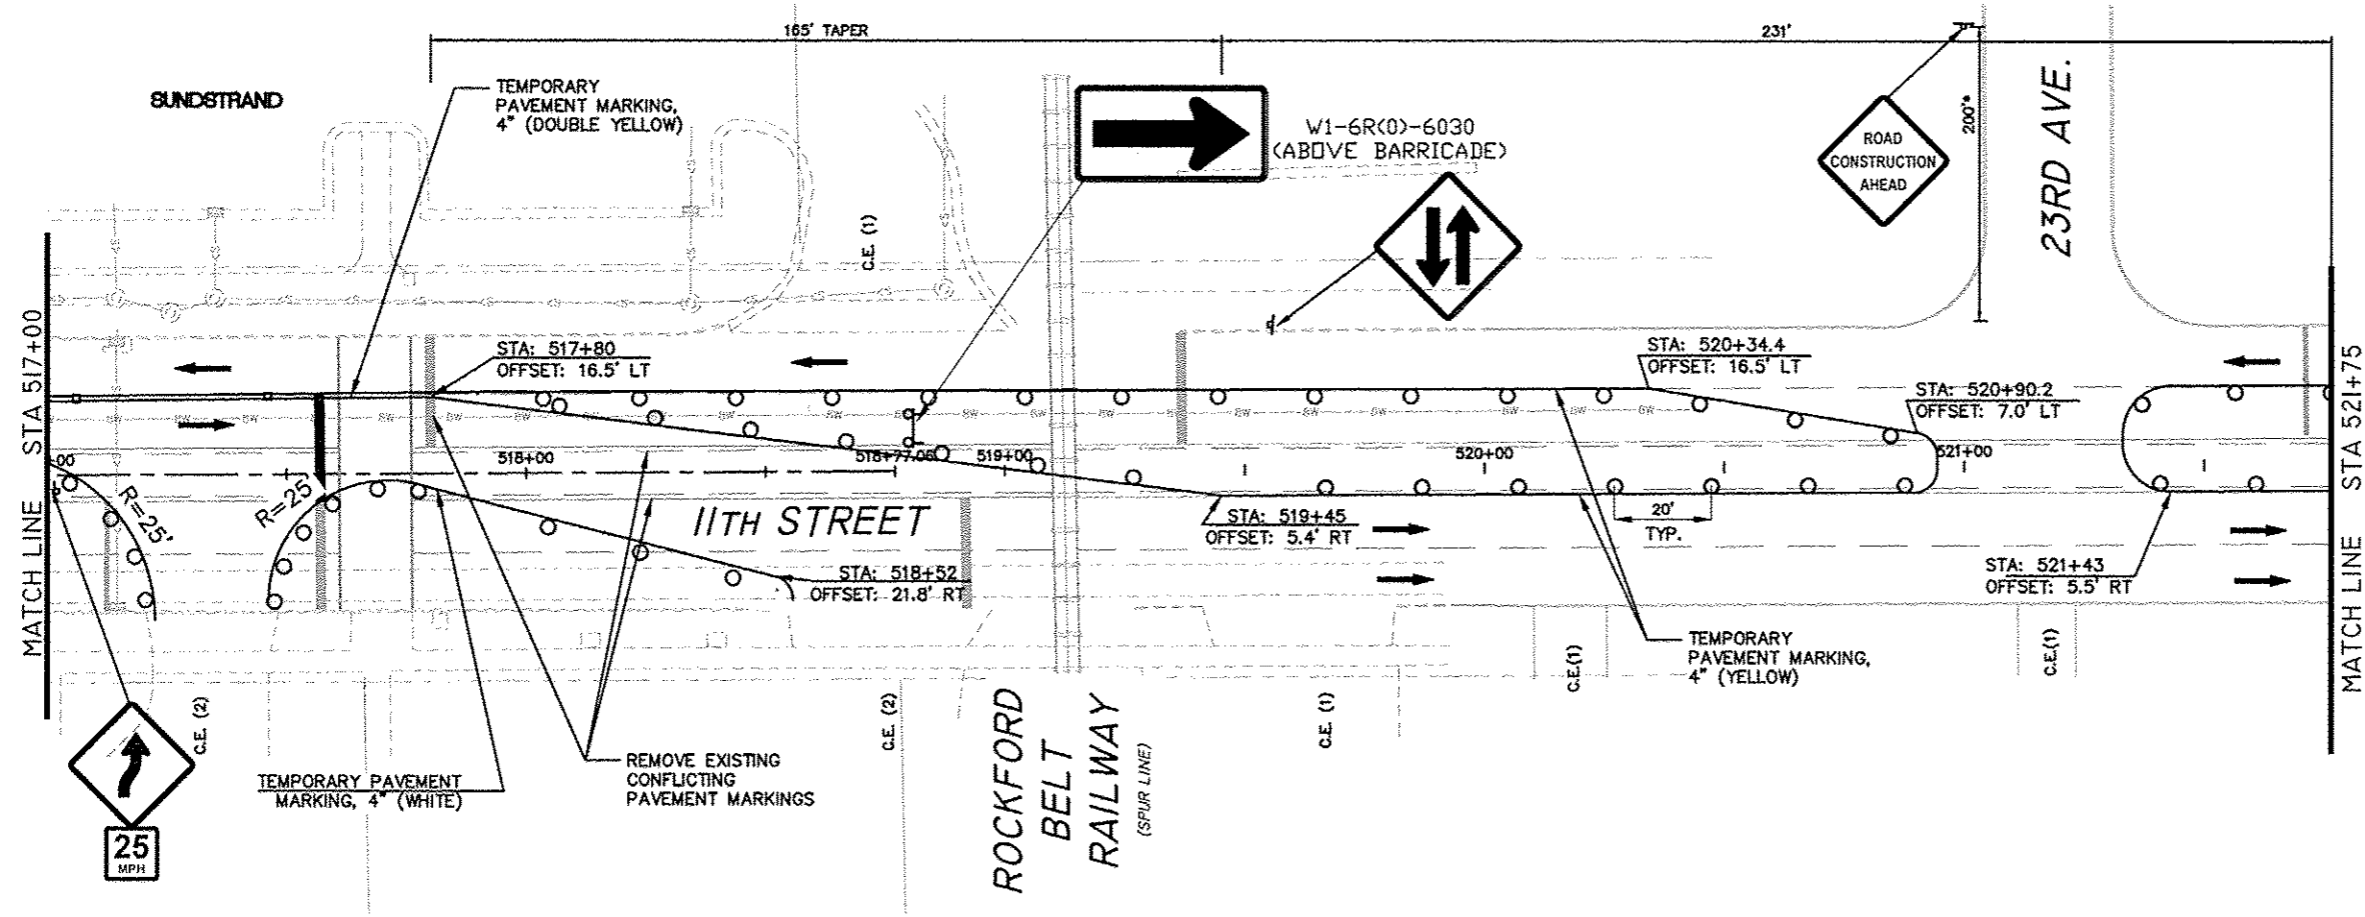 165' TAPER
231'
SUNDSTRAND
TEMPORARY
PAVEMENT MARKING,
4" (DOUBLE YELLOW)
W1-6R(O)-6030
(ABOVE BARRICADE)
ROAD
CONSTRUCTION
AHEAD
200'*
23RD AVE.
C.E. (1)
MATCH LINE STA 517+00
STA: 517+80
OFFSET: 16.5' LT
STA: 520+34.4
OFFSET: 16.5' LT
STA: 520+90.2
OFFSET: 7.0' LT
MATCH LINE STA 521+75
518+00
518+77.06
519+00
520+00
521+00
R=25'
R=25'
11TH STREET
STA: 519+45
OFFSET: 5.4' RT
20'
TYP.
STA: 518+52
OFFSET: 21.8' RT
STA: 521+43
OFFSET: 5.5' RT
TEMPORARY
PAVEMENT MARKING,
4" (YELLOW)
C.E. (2)
C.E. (2)
C.E. (1)
C.E.(1)
C.E.(1)
25
MPH
TEMPORARY PAVEMENT
MARKING, 4" (WHITE)
REMOVE EXISTING
CONFLICTING
PAVEMENT MARKINGS
ROCKFORD
BELT
RAILWAY
(SPUR LINE)